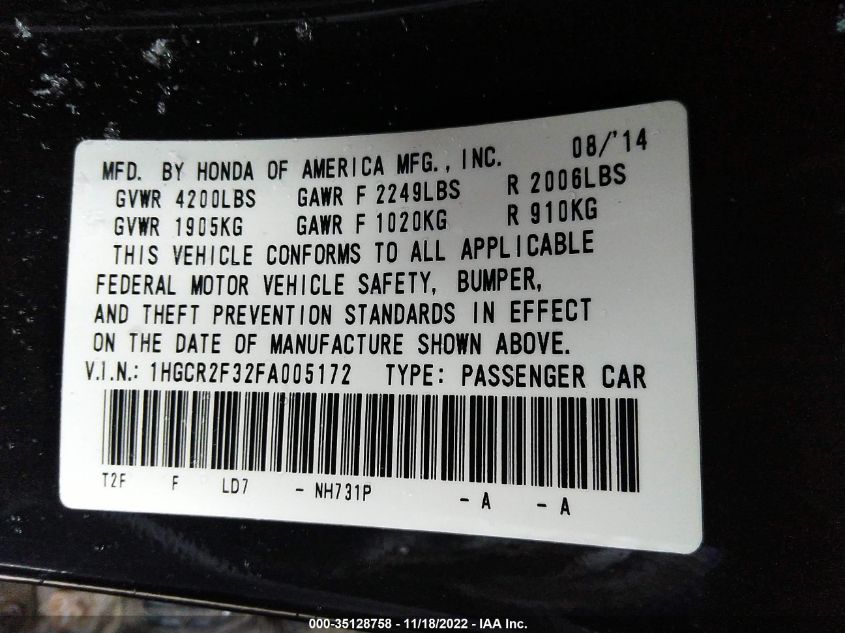 MFD. BY HONDA OF AMERICA MFG., INC. 08/'14
GVWR 4200LBS GAWR F 2249LBS R 2006LBS
GVWR 1905KG GAWR F 1020KG R 910KG
THIS VEHICLE CONFORMS TO ALL APPLICABLE
FEDERAL MOTOR VEHICLE SAFETY, BUMPER,
AND THEFT PREVENTION STANDARDS IN EFFECT
ON THE DATE OF MANUFACTURE SHOWN ABOVE.
V.I.N.: 1HGCR2F32FA005172 TYPE: PASSENGER CAR
T2F F LD7 - NH731P - A - A
000-35128758 - 11/18/2022 - IAA Inc.